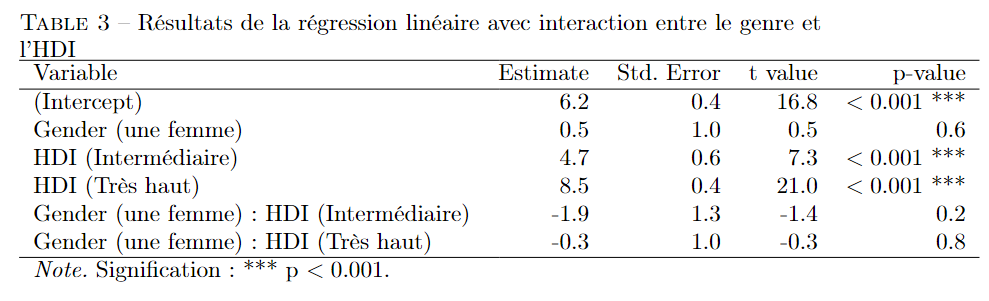 TABLE 3 – Résultats de la régression linéaire avec interaction entre le genre et
l'HDI
Variable Estimate Std. Error t value p-value
(Intercept) 6.2 0.4 16.8 < 0.001 ***
Gender (une femme) 0.5 1.0 0.5 0.6
HDI (Intermédiaire) 4.7 0.6 7.3 < 0.001 ***
HDI (Très haut) 8.5 0.4 21.0 < 0.001 ***
Gender (une femme) : HDI (Intermédiaire) -1.9 1.3 -1.4 0.2
Gender (une femme) : HDI (Très haut) -0.3 1.0 -0.3 0.8
Note. Signification : *** p < 0.001.